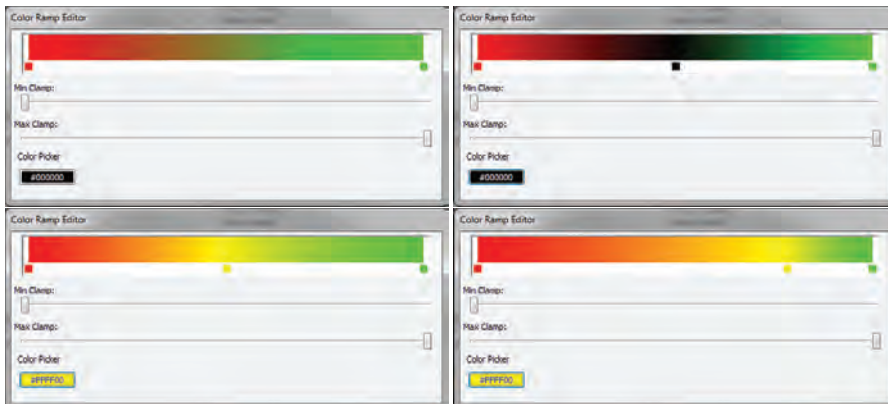 Color Ramp Editor
Min Clamp:
Max Clamp:
Color Picker
#000000
Color Ramp Editor
Min Clamp:
Max Clamp:
Color Picker
#000000
Color Ramp Editor
Min Clamp:
Max Clamp:
Color Picker
#FFFF00
Color Ramp Editor
Min Clamp:
Max Clamp:
Color Picker
#FFFF00